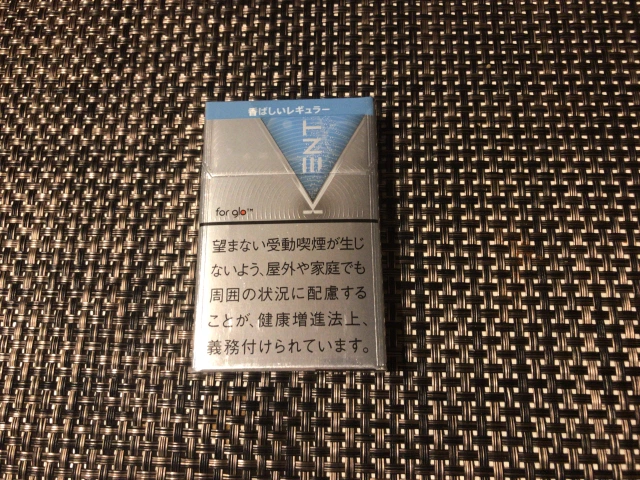 香ばしいレギュラー
KENT
for glo™
望まない受動喫煙が生じ
ないよう、屋外や家庭でも
周囲の状況に配慮する
ことが、健康増進法上、
義務付けられています。